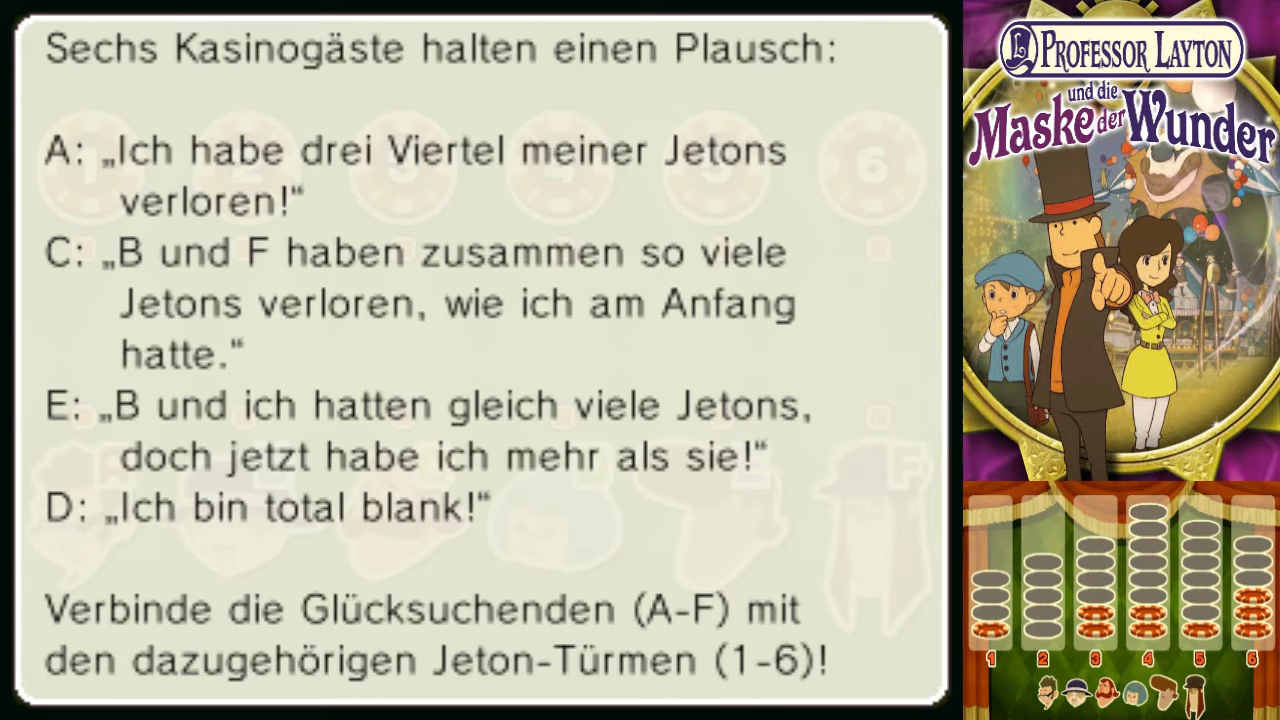 Sechs Kasinogäste halten einen Plausch:
A: „Ich habe drei Viertel meiner Jetons
verloren!“
C: „B und F haben zusammen so viele
Jetons verloren, wie ich am Anfang
hatte.“
E: „B und ich hatten gleich viele Jetons,
doch jetzt habe ich mehr als sie!“
D: „Ich bin total blank!“
Verbinde die Glücksuchenden (A-F) mit
den dazugehörigen Jeton-Türmen (1-6)!
PROFESSOR LAYTON
und die
Maske der Wunder
1 2 3 4 5 6